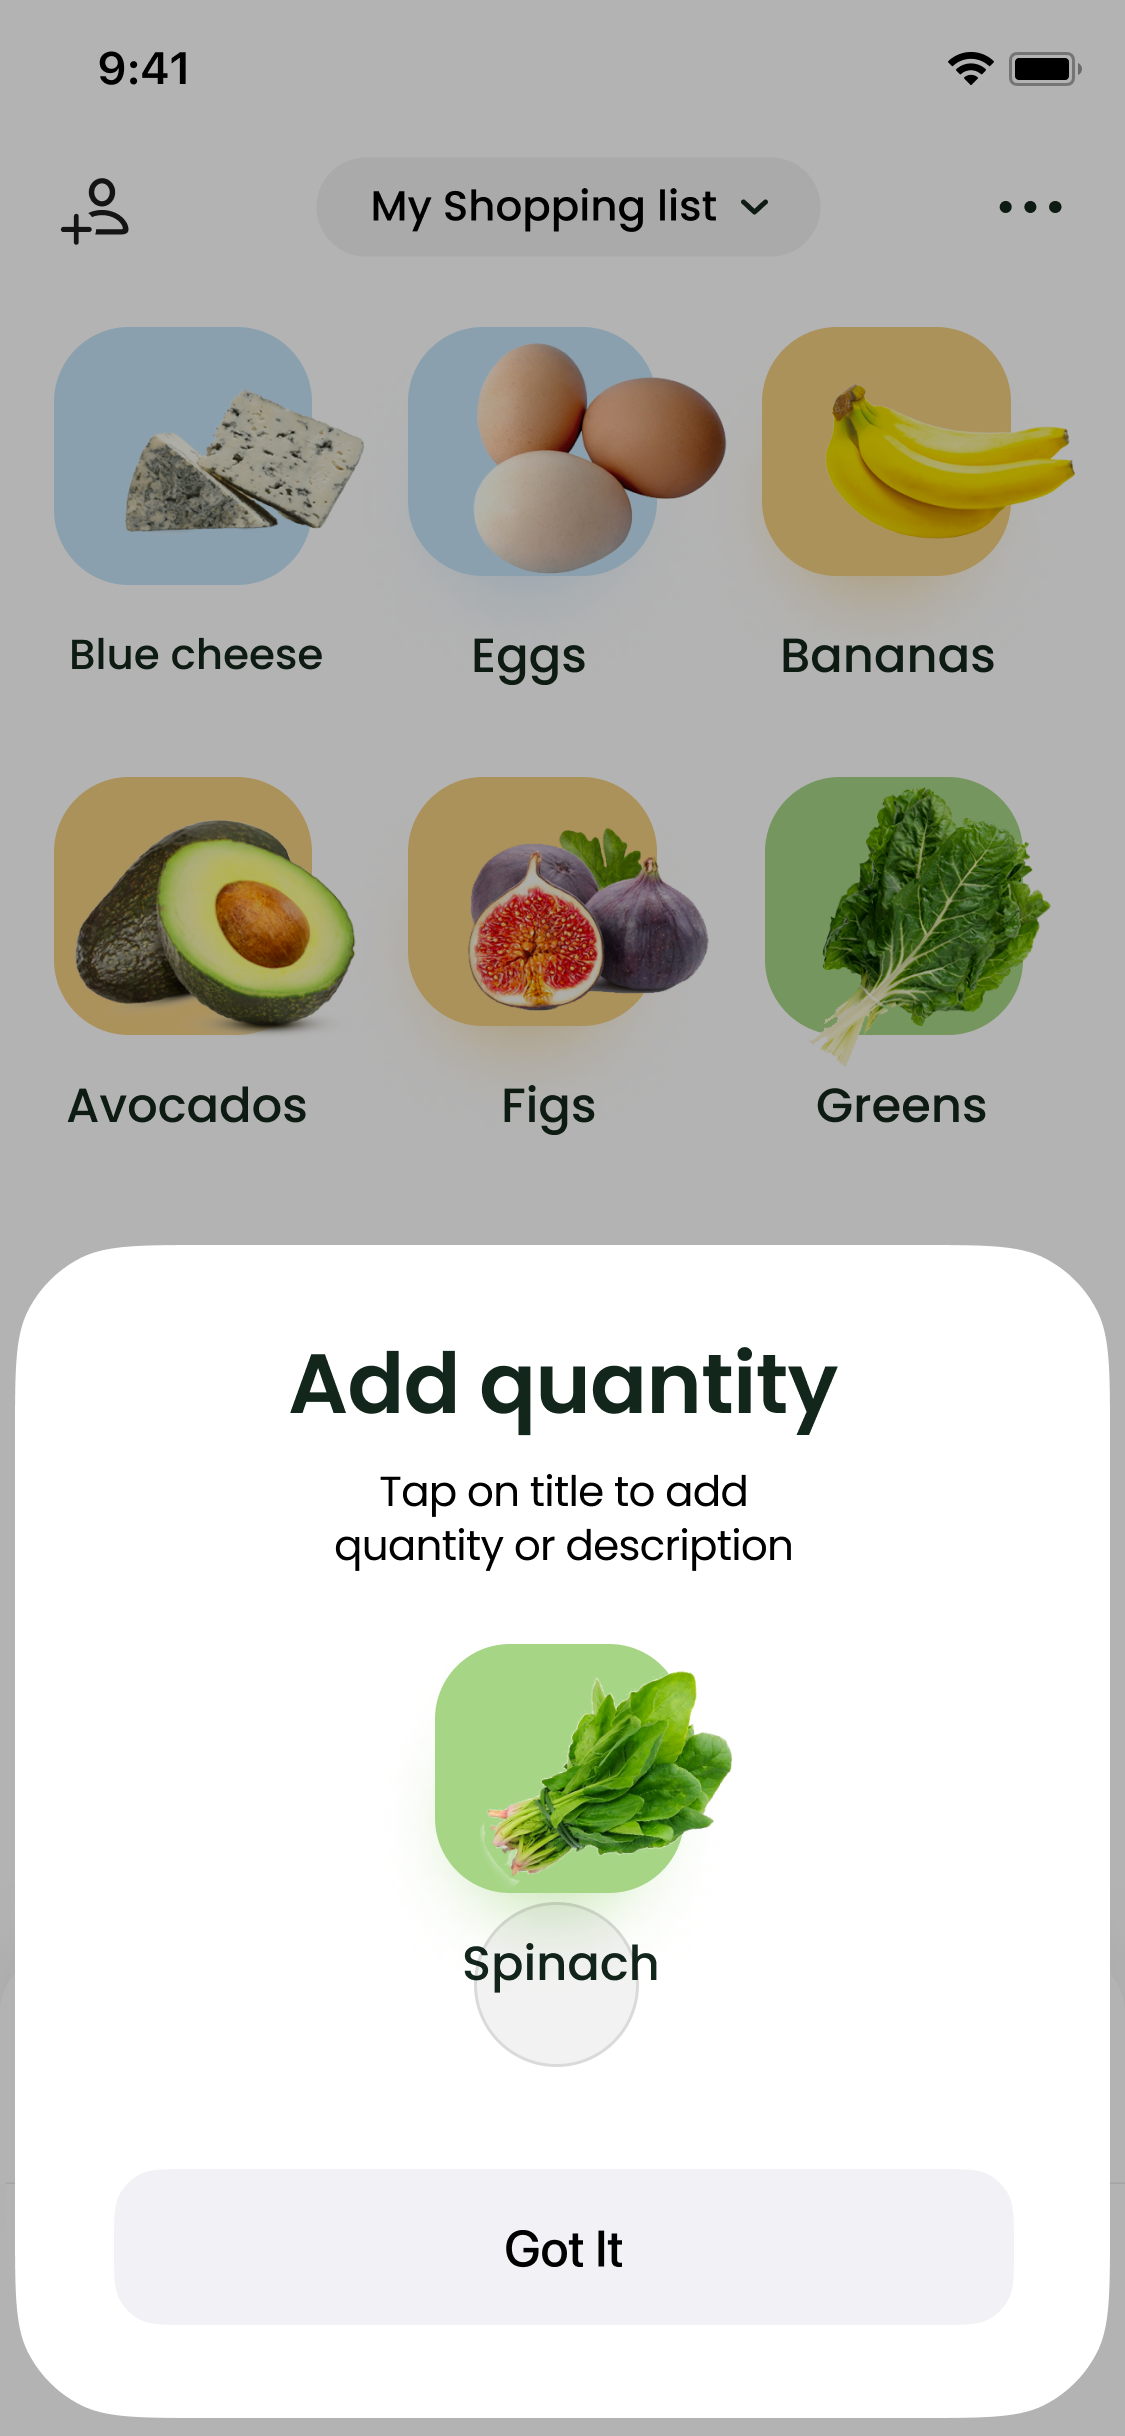 9:41
My Shopping list
Blue cheese
Eggs
Bananas
Avocados
Figs
Greens
Add quantity
Tap on title to add
quantity or description
Spinach
Got It